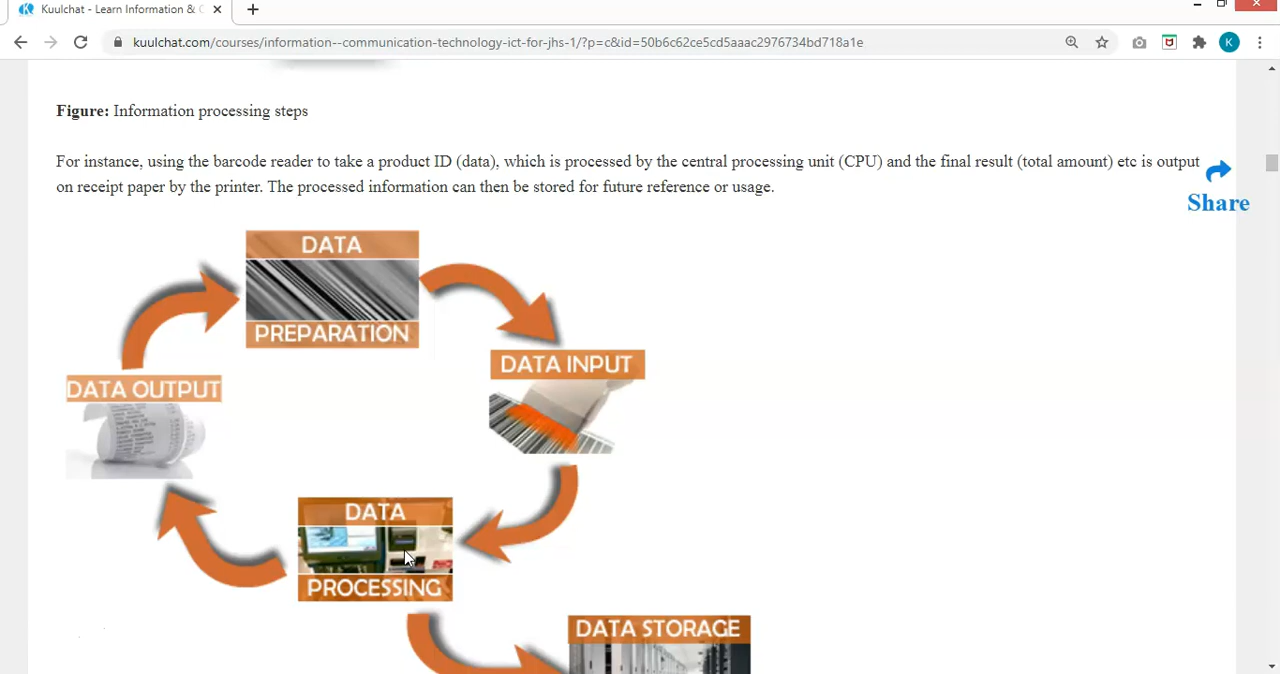 Kuulchat - Learn Information & C
kuulchat.com/courses/information--communication-technology-ict-for-jhs-1/?p=c&id=50b6c62ce5cd5aaac2976734bd718a1e
K
Figure: Information processing steps
For instance, using the barcode reader to take a product ID (data), which is processed by the central processing unit (CPU) and the final result (total amount) etc is output
on receipt paper by the printer. The processed information can then be stored for future reference or usage.
Share
DATA
PREPARATION
DATA INPUT
DATA OUTPUT
DATA
PROCESSING
DATA STORAGE